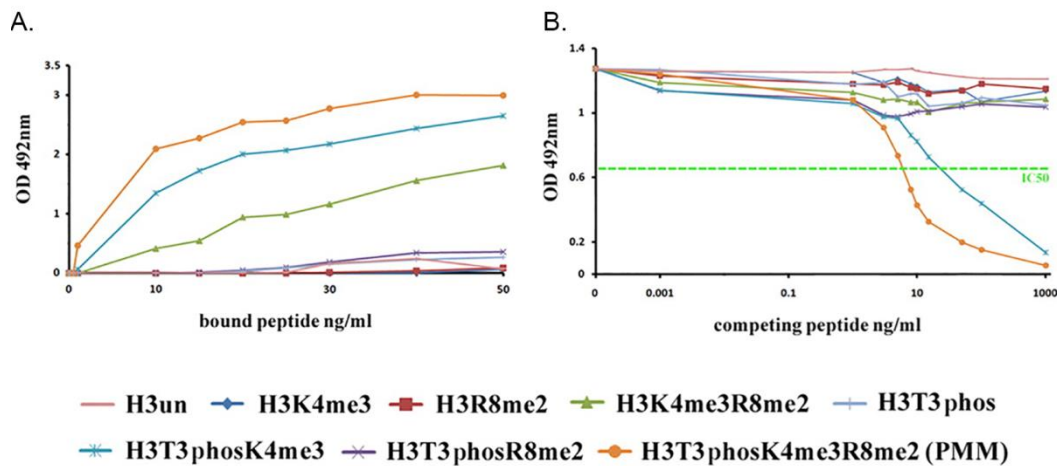 A.
B.
3.5
3
2
1
0
OD 492nm
0
10
30
50
bound peptide ng/ml
1.4
1
0.6
0.2
0
OD 492nm
IC50
0
0.001
0.1
10
1000
competing peptide ng/ml
H3un
H3K4me3
H3R8me2
H3K4me3R8me2
H3T3phos
H3T3phosK4me3
H3T3phosR8me2
H3T3phosK4me3R8me2 (PMM)